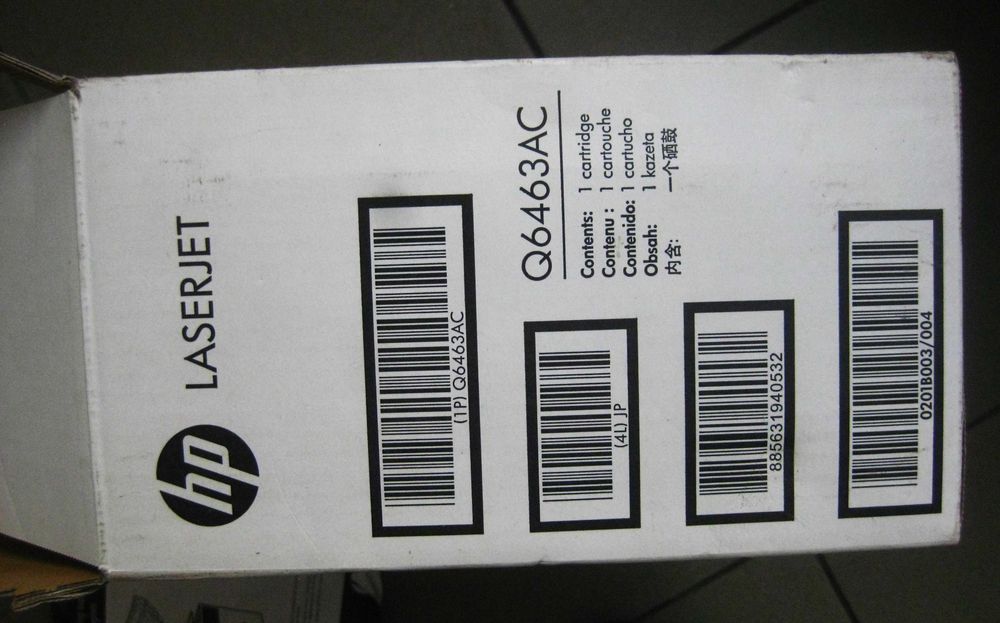 hp LASERJET
(1P) Q6463AC
Q6463AC
Contents: 1 cartridge
Contenu : 1 cartouche
Contenido: 1 cartucho
Obsah: 1 kazeta
内含: 一个硒鼓
(4L) JP
885631940532
0201B003/004